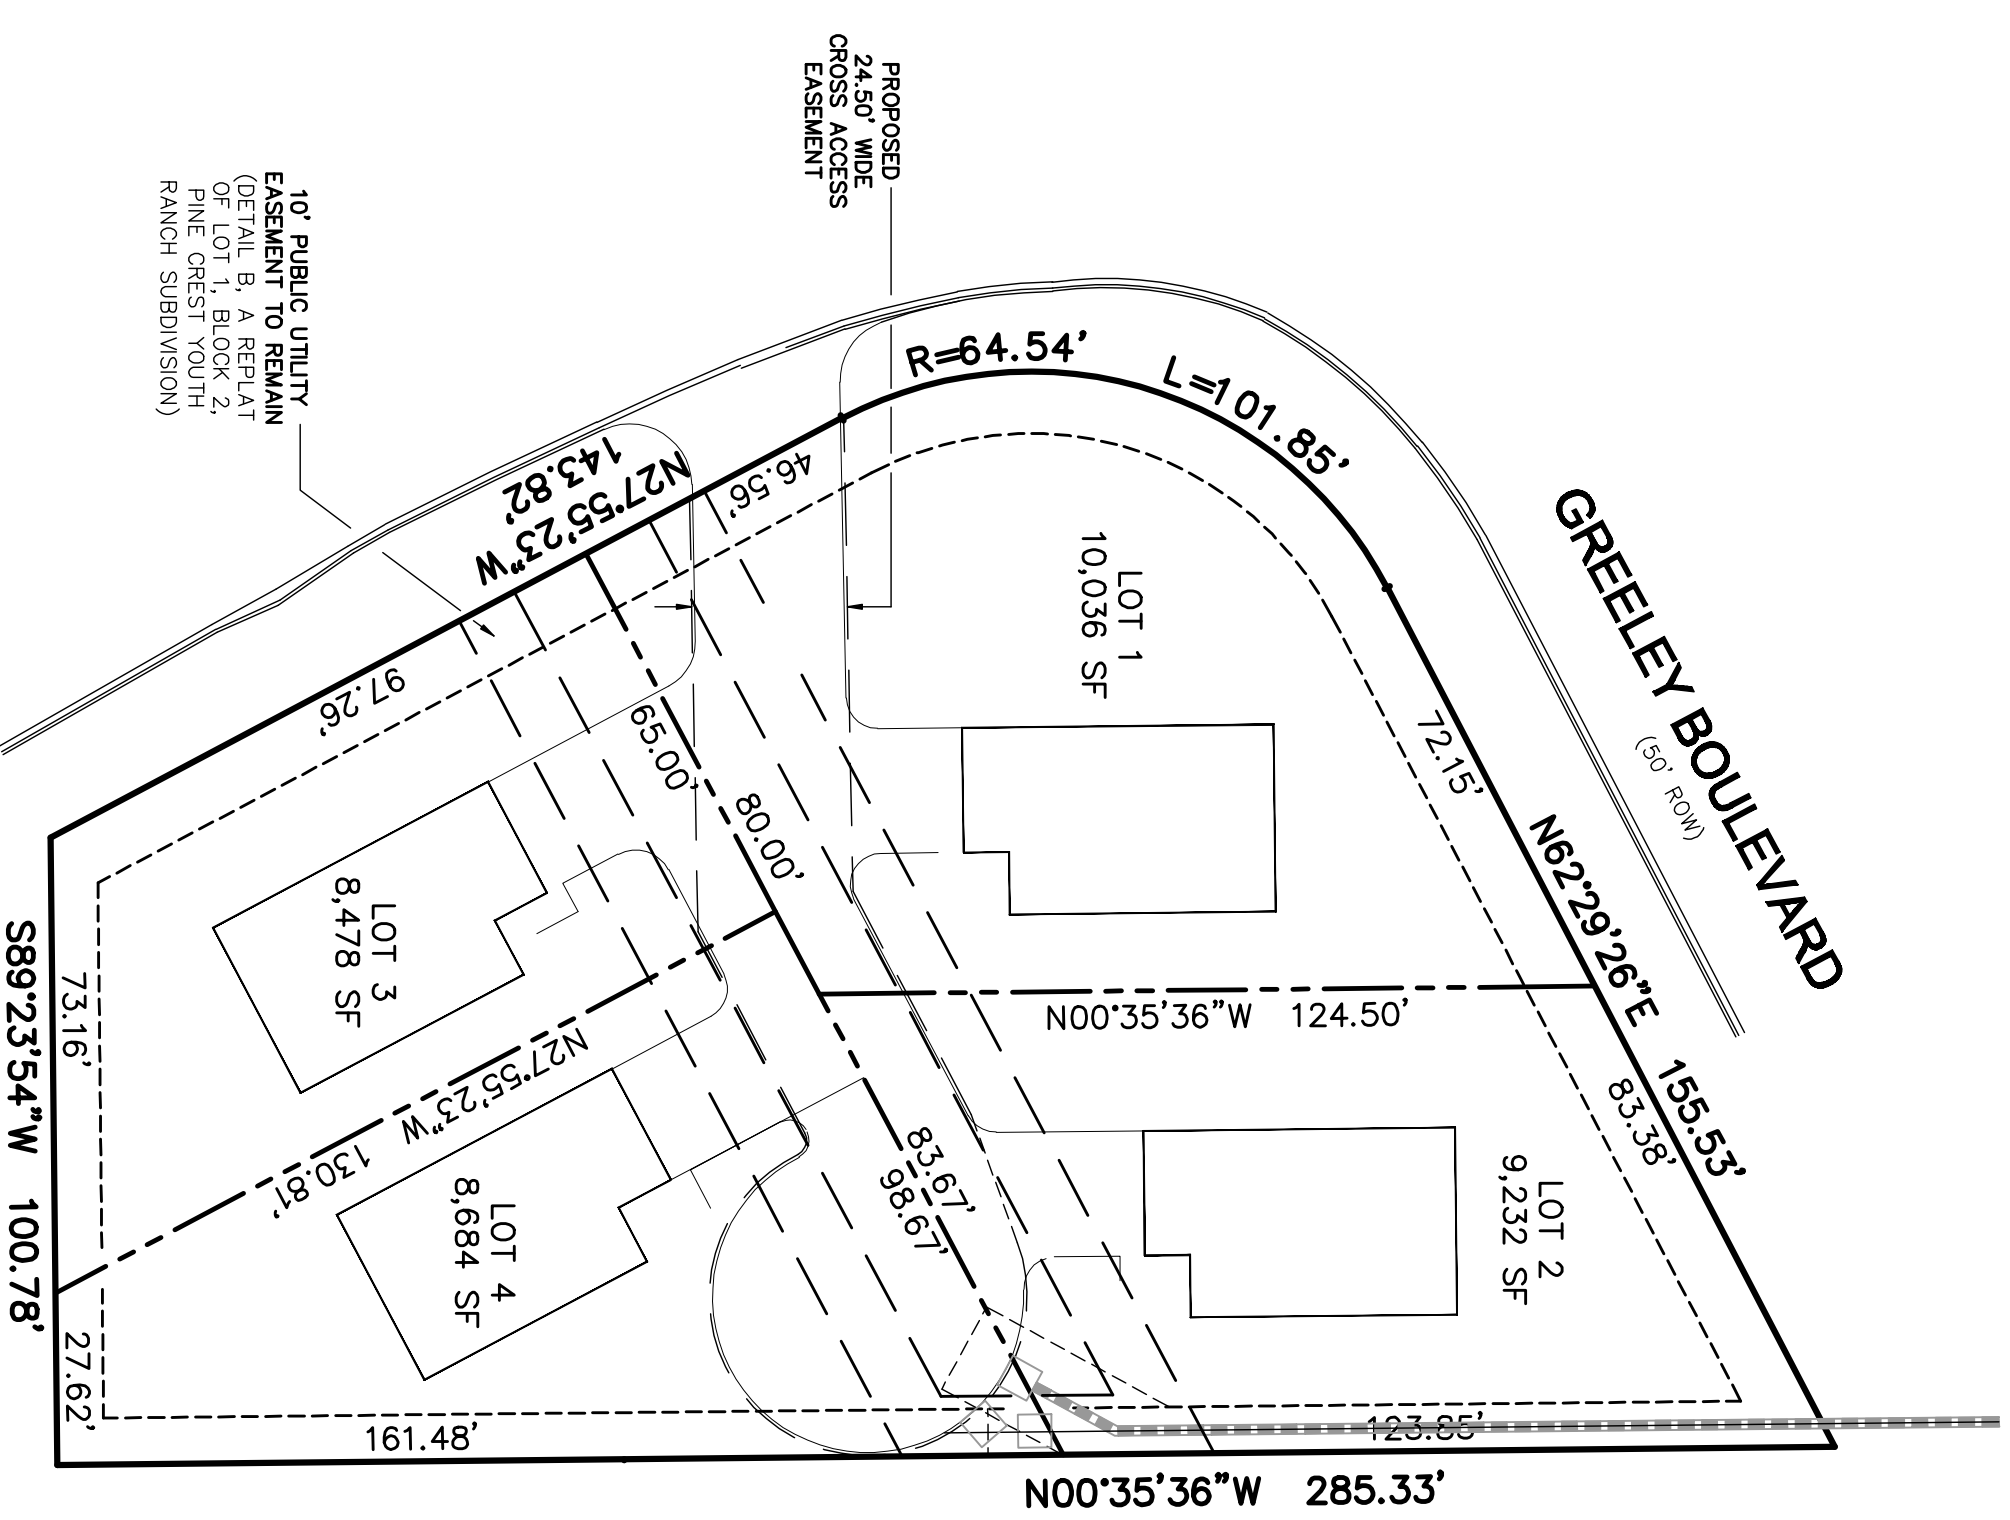 PROPOSED
24.50' WIDE
CROSS ACCESS
EASEMENT
10' PUBLIC UTILITY
EASEMENT TO REMAIN
(DETAIL B, A REPLAT
OF LOT 1, BLOCK 2,
PINE CREST YOUTH
RANCH SUBDIVISION)
R=64.54'
L=101.85'
GREELEY BOULEVARD
(50' ROW)
N62°29'26"E 155.53'
72.15'
83.38'
N27°55'23"W
143.82'
46.56'
97.26'
LOT 1
10,036 SF
65.00'
80.00'
N00°35'36"W 124.50'
LOT 2
9,232 SF
83.67'
98.67'
LOT 3
8,478 SF
N27°55'23"W
130.81'
LOT 4
8,684 SF
S89°23'54"W 100.78'
73.16'
27.62'
161.48'
123.85'
N00°35'36"W 285.33'